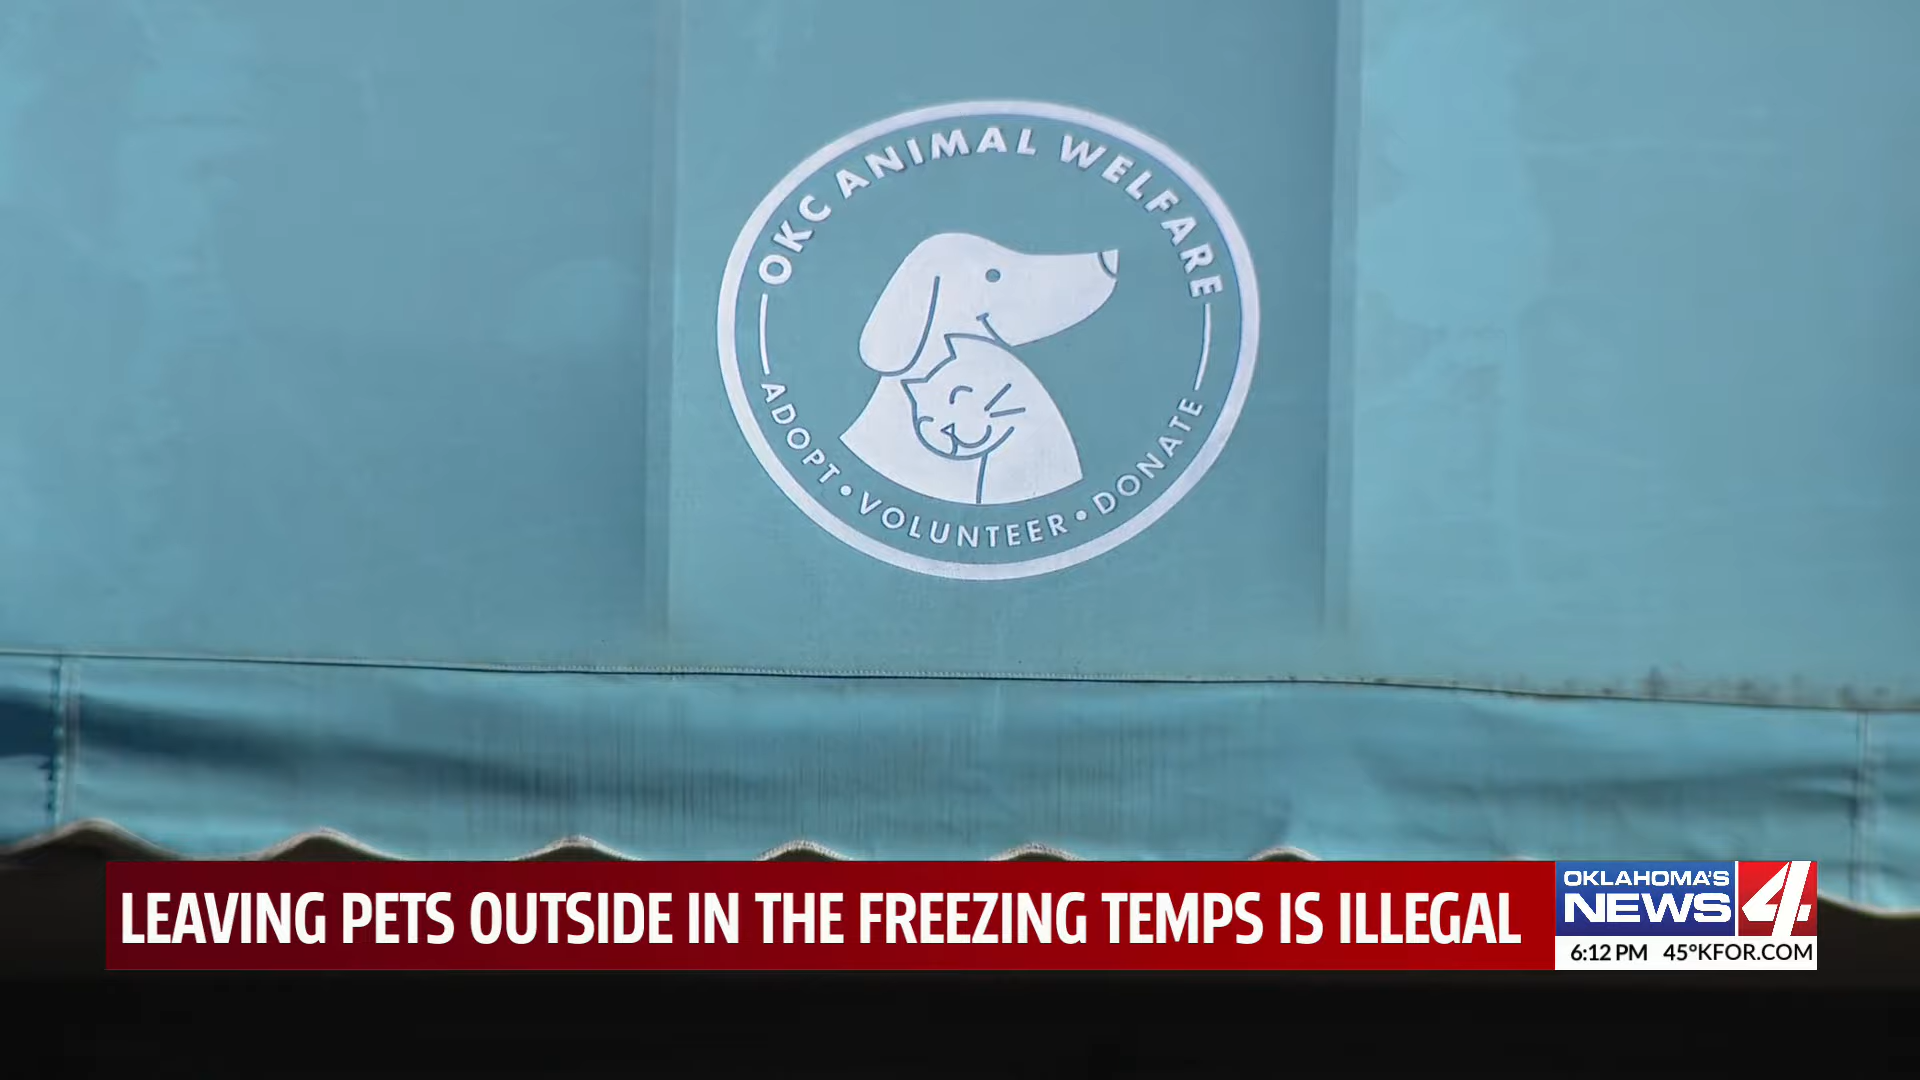 OKC ANIMAL WELFARE
ADOPT • VOLUNTEER • DONATE
LEAVING PETS OUTSIDE IN THE FREEZING TEMPS IS ILLEGAL
OKLAHOMA'S
NEWS 4
6:12 PM 45° KFOR.COM